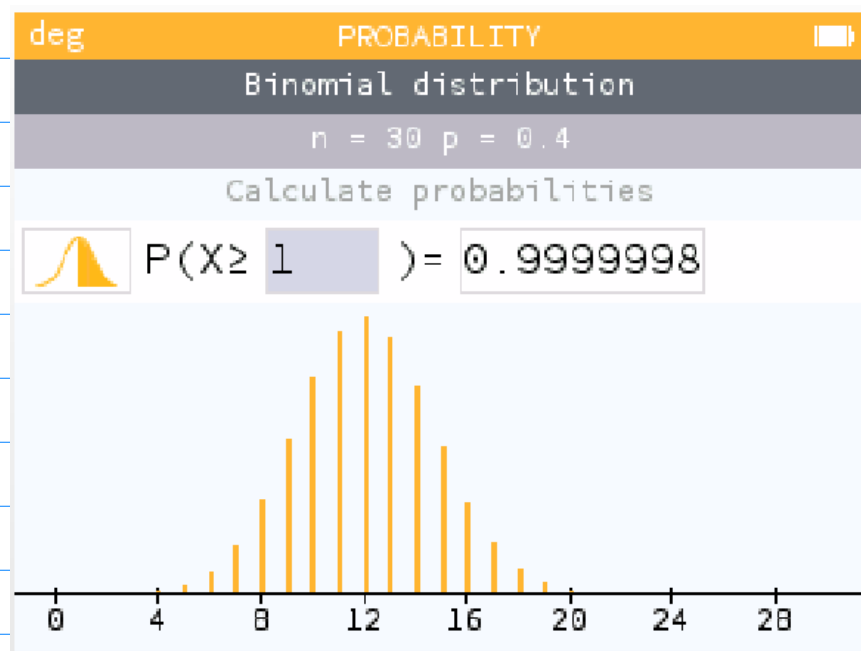 deg PROBABILITY
Binomial distribution
n = 30 p = 0.4
Calculate probabilities
P(X≥ 1 )= 0.9999998
0 4 8 12 16 20 24 28